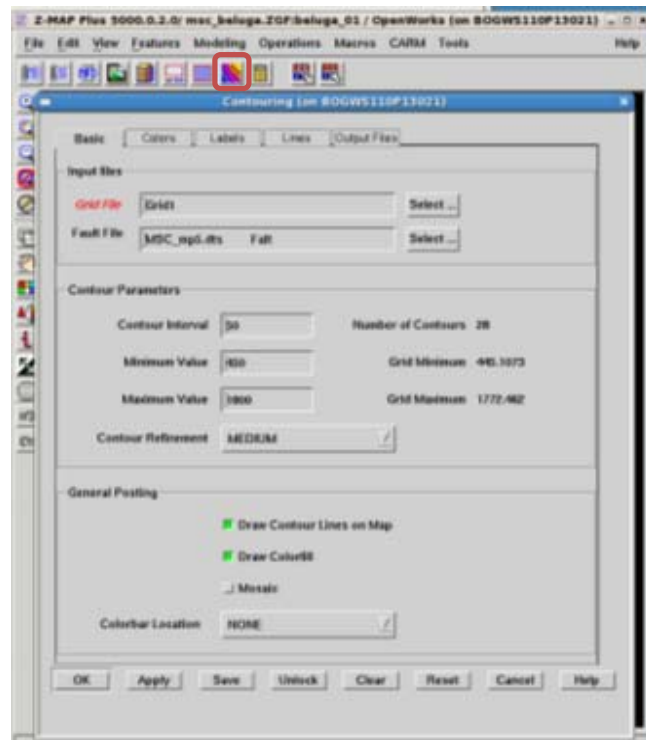 Z-MAP Plus 5000.0.2.0/ msc_beluga.ZGF:beluga_01 / OpenWorks (on BOGWS110P13021)
File Edit View Features Modeling Operations Macros CARM Tools Help
Contouring (on BOGWS110P13021)
Basic Colors Labels Lines Output Files
Input files
Grid File Grid1 Select ...
Fault File MSC_mp5.dts Falt Select ...
Contour Parameters
Contour Interval 50 Number of Contours 28
Minimum Value 450 Grid Minimum 445.1073
Maximum Value 1800 Grid Maximum 1772.462
Contour Refinement MEDIUM
General Posting
Draw Contour Lines on Map
Draw Colorfill
Mosaic
Colorbar Location NONE
OK Apply Save Unlock Clear Reset Cancel Help